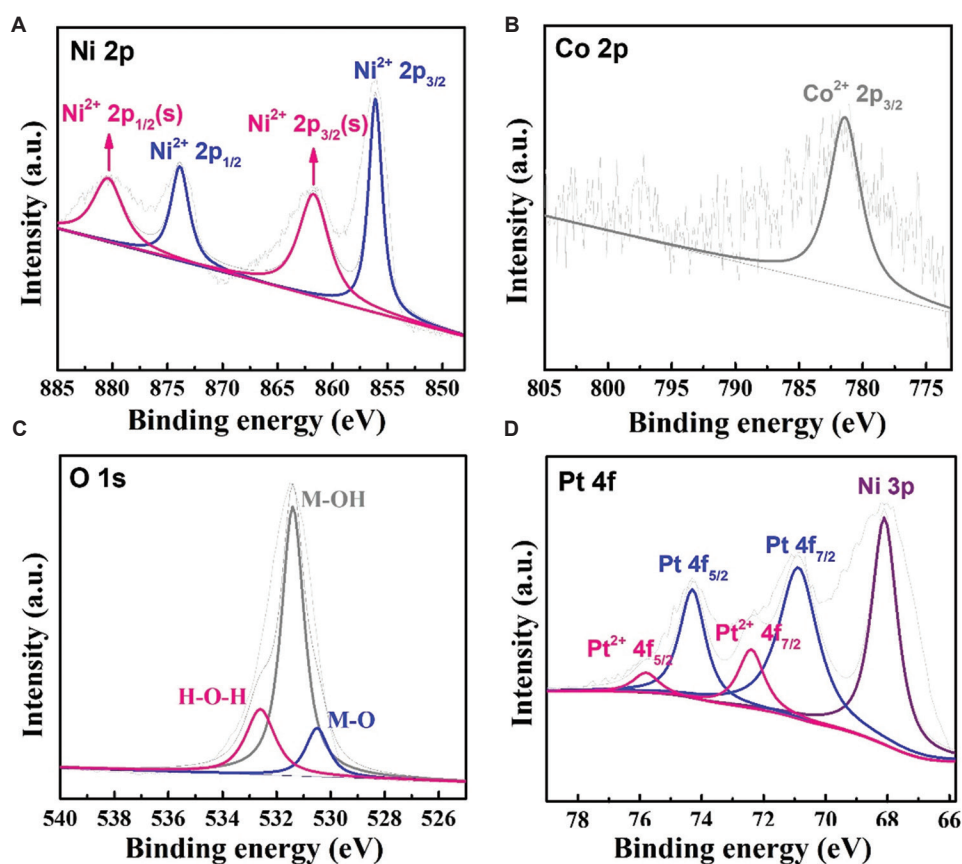 A
Ni 2p
Ni²⁺ 2p₃/₂
Ni²⁺ 2p₁/₂(s)
Ni²⁺ 2p₃/₂(s)
Ni²⁺ 2p₁/₂
Intensity (a.u.)
885 880 875 870 865 860 855 850
Binding energy (eV)
B
Co 2p
Co²⁺ 2p₃/₂
Intensity (a.u.)
805 800 795 790 785 780 775
Binding energy (eV)
C
O 1s
M-OH
H-O-H
M-O
Intensity (a.u.)
540 538 536 534 532 530 528 526
Binding energy (eV)
D
Pt 4f
Ni 3p
Pt 4f₇/₂
Pt 4f₅/₂
Pt²⁺ 4f₇/₂
Pt²⁺ 4f₅/₂
Intensity (a.u.)
78 76 74 72 70 68 66
Binding energy (eV)